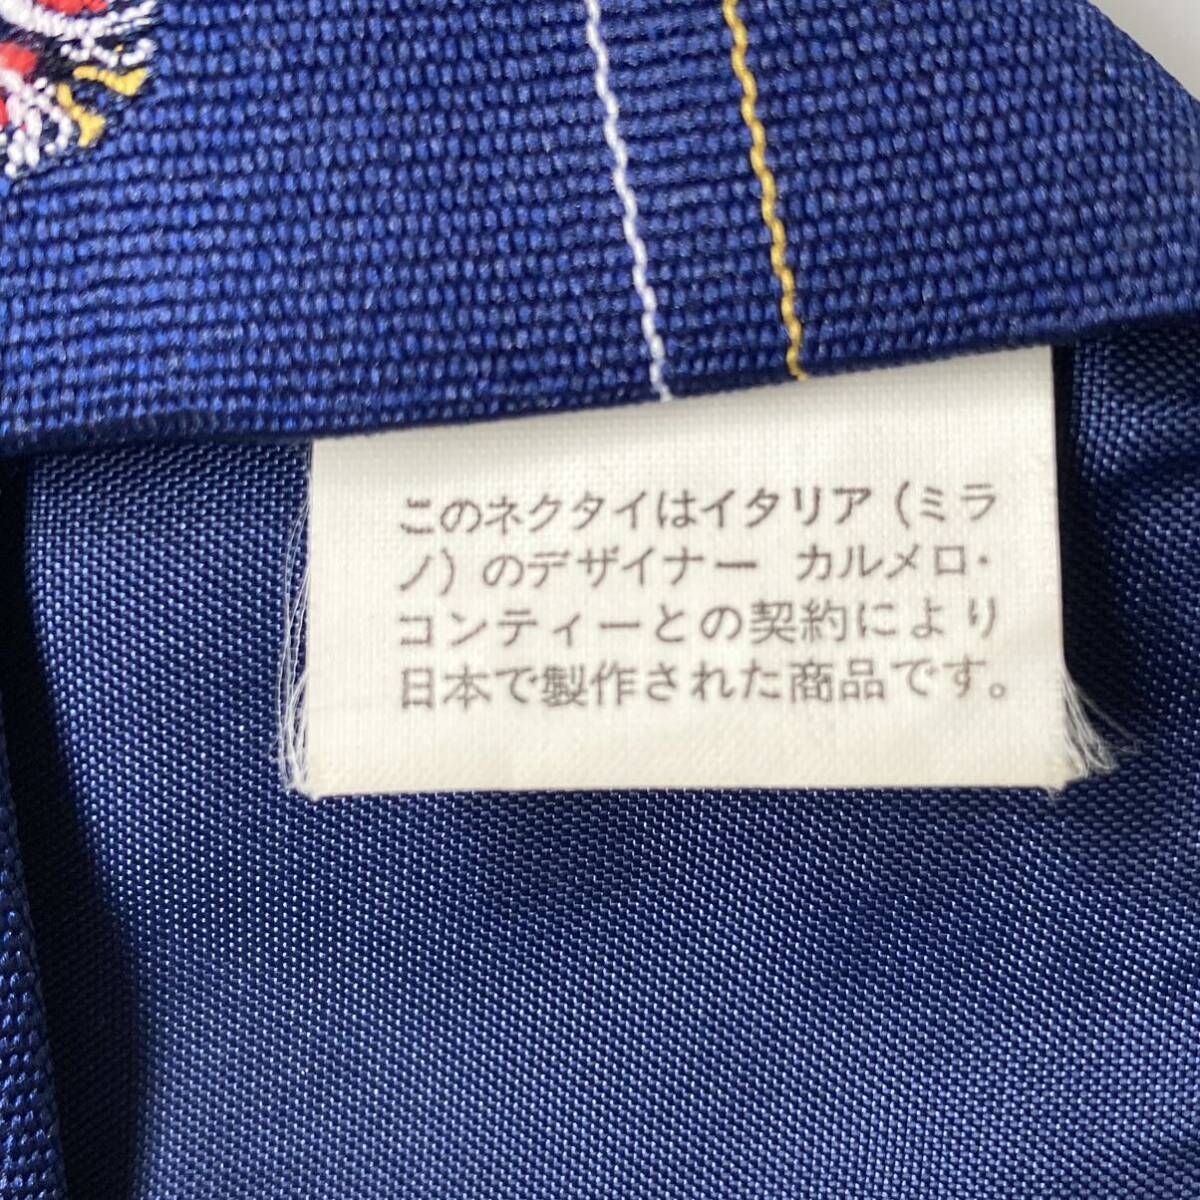 このネクタイはイタリア（ミラ
ノ）のデザイナー　カルメロ・
コンティーとの契約により
日本で製作された商品です。